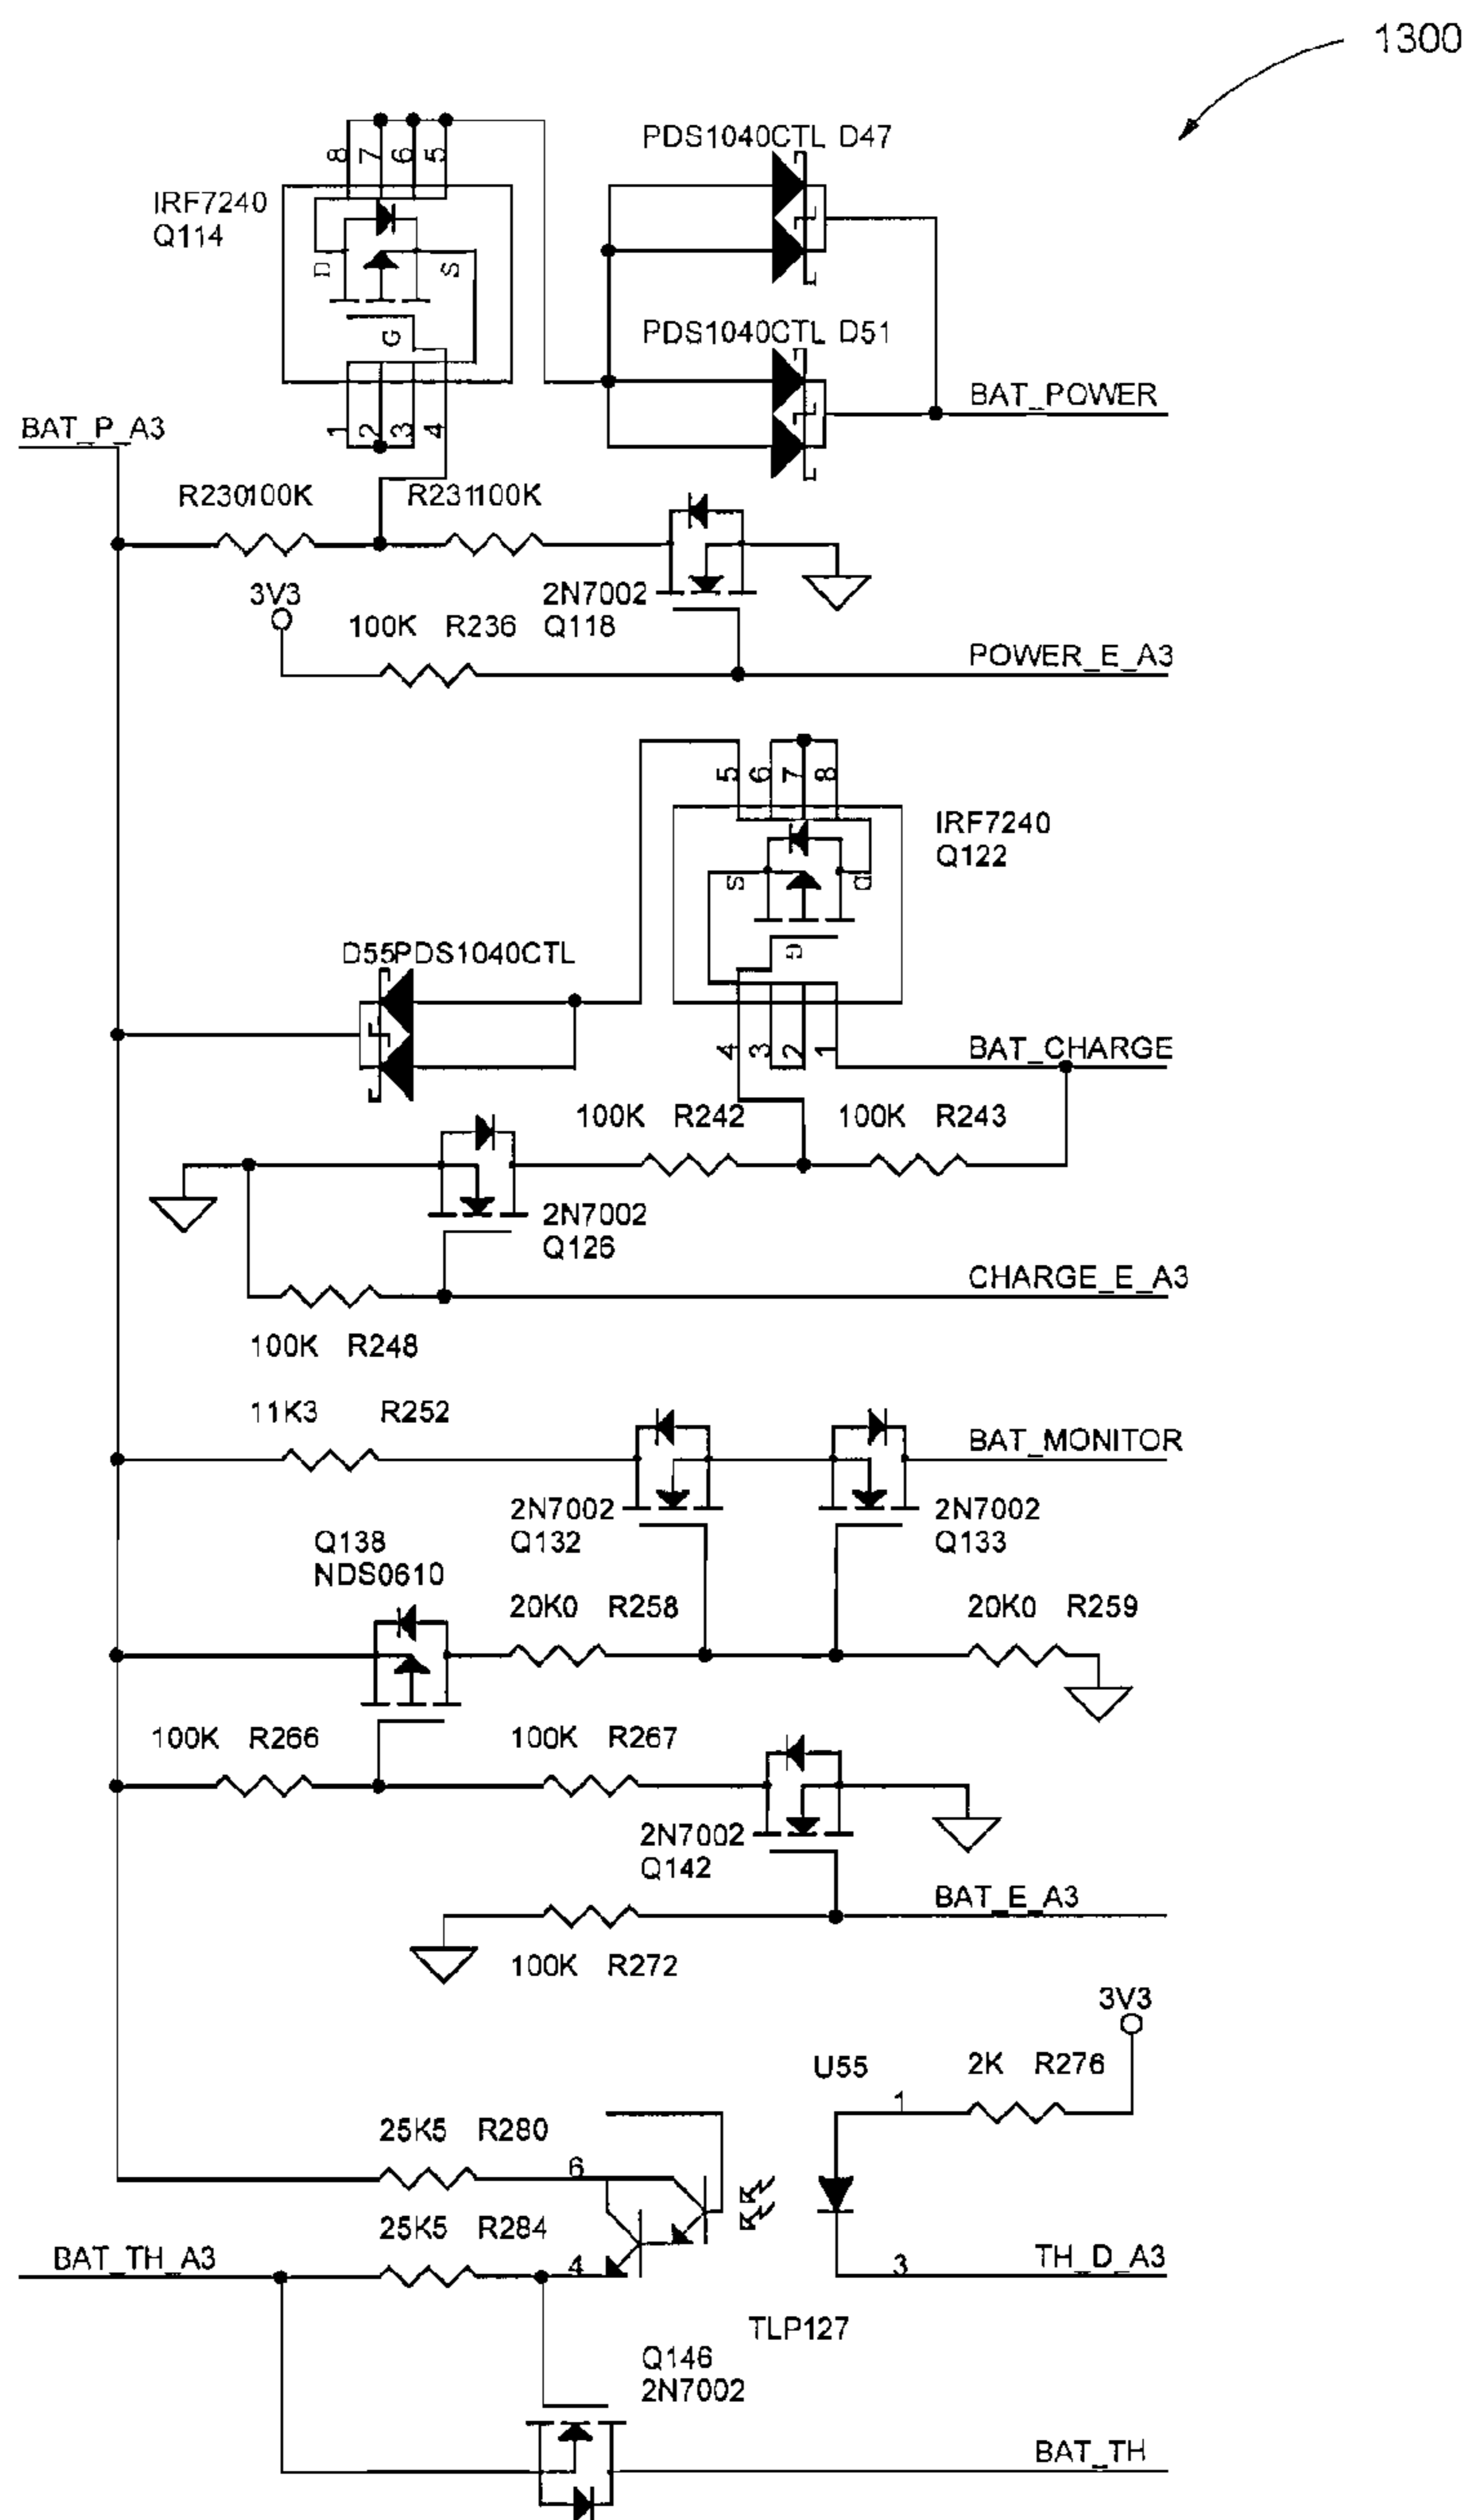 1300
PDS1040CTL D47
8 7 6 5
IRF7240
Q114
D S
G
PDS1040CTL D51
BAT_POWER
1 2 3 4
BAT_P_A3
R230100K R231100K
3V3
2N7002
Q118
100K R236
POWER_E_A3
5 6 7 8
IRF7240
Q122
S D
G
D55PDS1040CTL
4 3 2 1
BAT_CHARGE
100K R242 100K R243
2N7002
Q126
CHARGE_E_A3
100K R248
11K3 R252
BAT_MONITOR
2N7002
Q132
2N7002
Q133
Q138
NDS0610
20K0 R258 20K0 R259
100K R266 100K R267
2N7002
Q142
BAT_E_A3
100K R272
3V3
U55 2K R276
1
25K5 R280
6
25K5 R284
BAT_TH_A3
4
3
TH_D_A3
TLP127
Q146
2N7002
BAT_TH